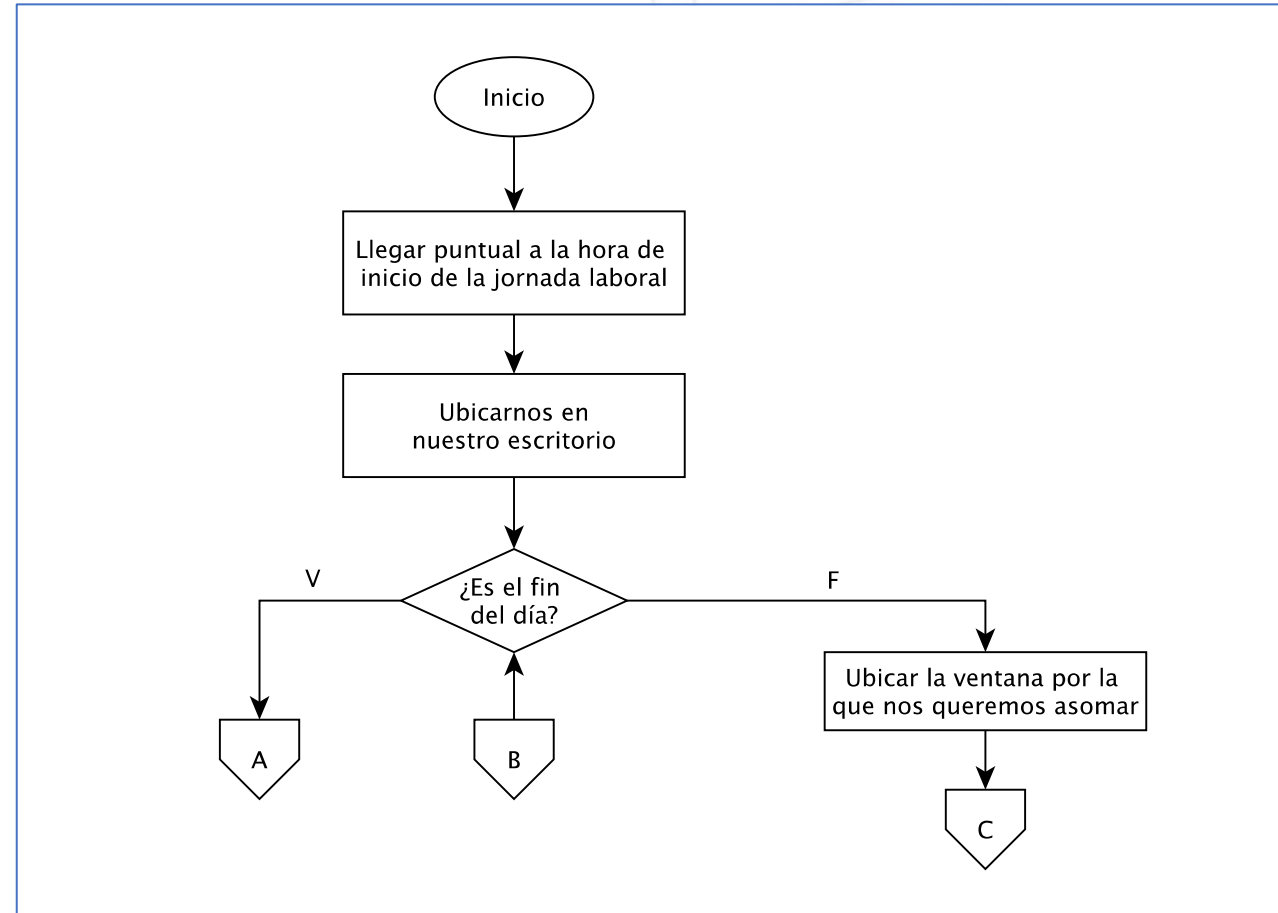 Inicio
Llegar puntual a la hora de
inicio de la jornada laboral
Ubicarnos en
nuestro escritorio
V
¿Es el fin
del día?
F
Ubicar la ventana por la
que nos queremos asomar
A
B
C